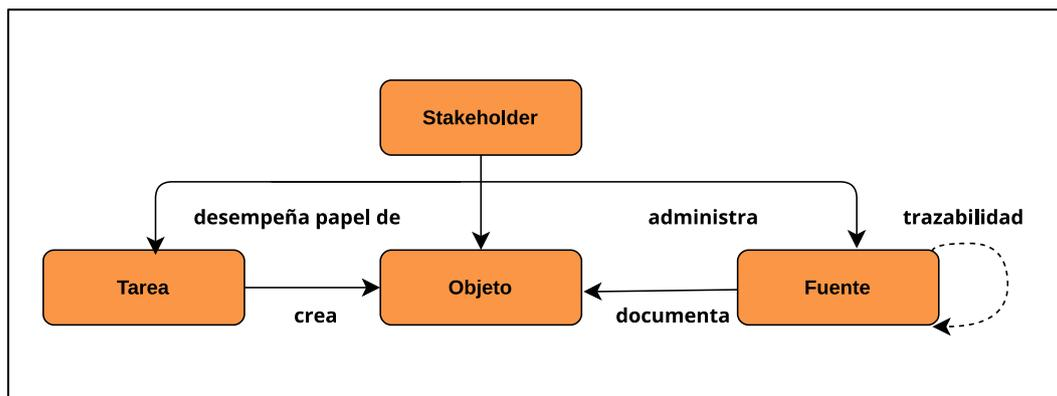 Stakeholder
desempeña papel de
administra
trazabilidad
Tarea
Objeto
Fuente
crea
documenta